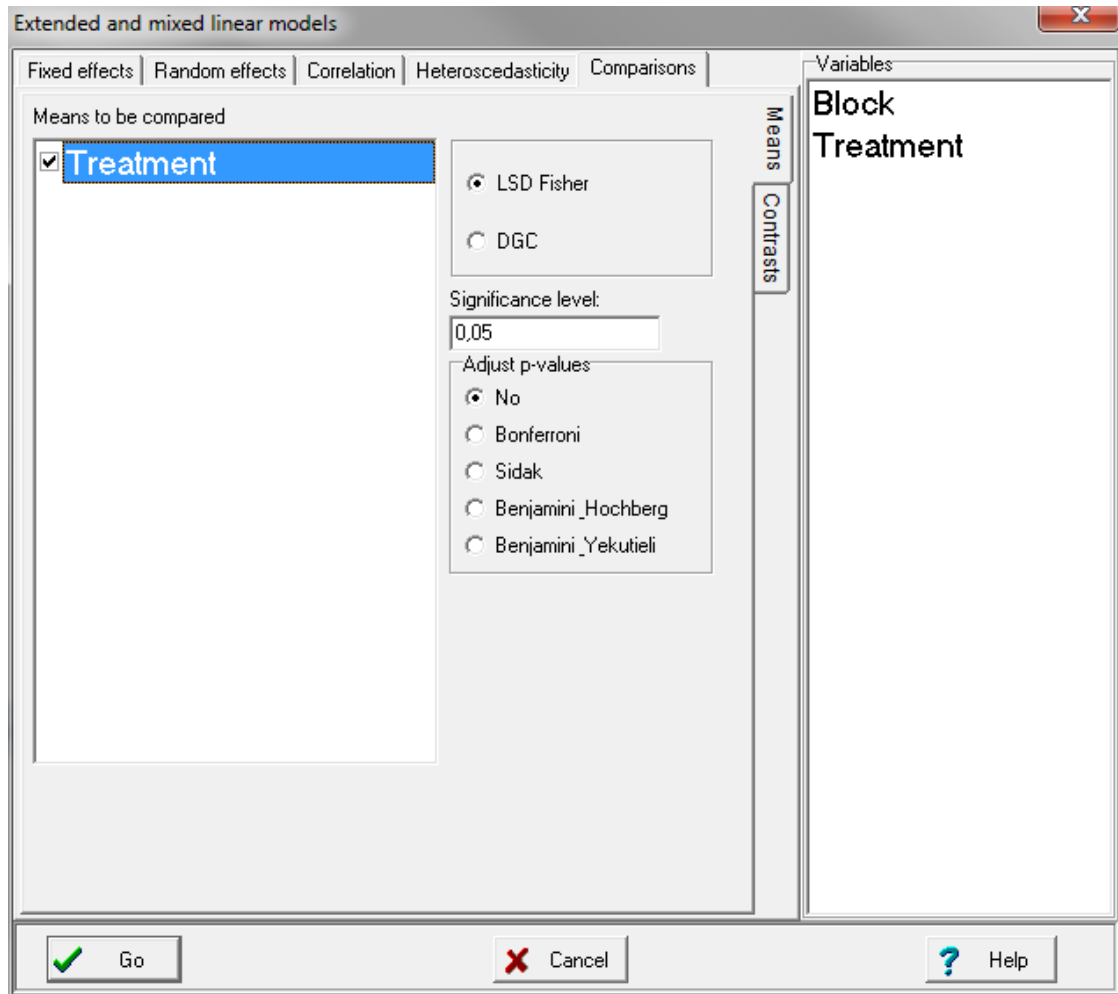 Extended and mixed linear models
x
Fixed effects Random effects Correlation Heteroscedasticity Comparisons
Means to be compared
Treatment
LSD Fisher
DGC
Significance level:
0,05
Adjust p-values
No
Bonferroni
Sidak
Benjamini_Hochberg
Benjamini_Yekutieli
Means
Contrasts
Variables
Block
Treatment
Go
Cancel
? Help